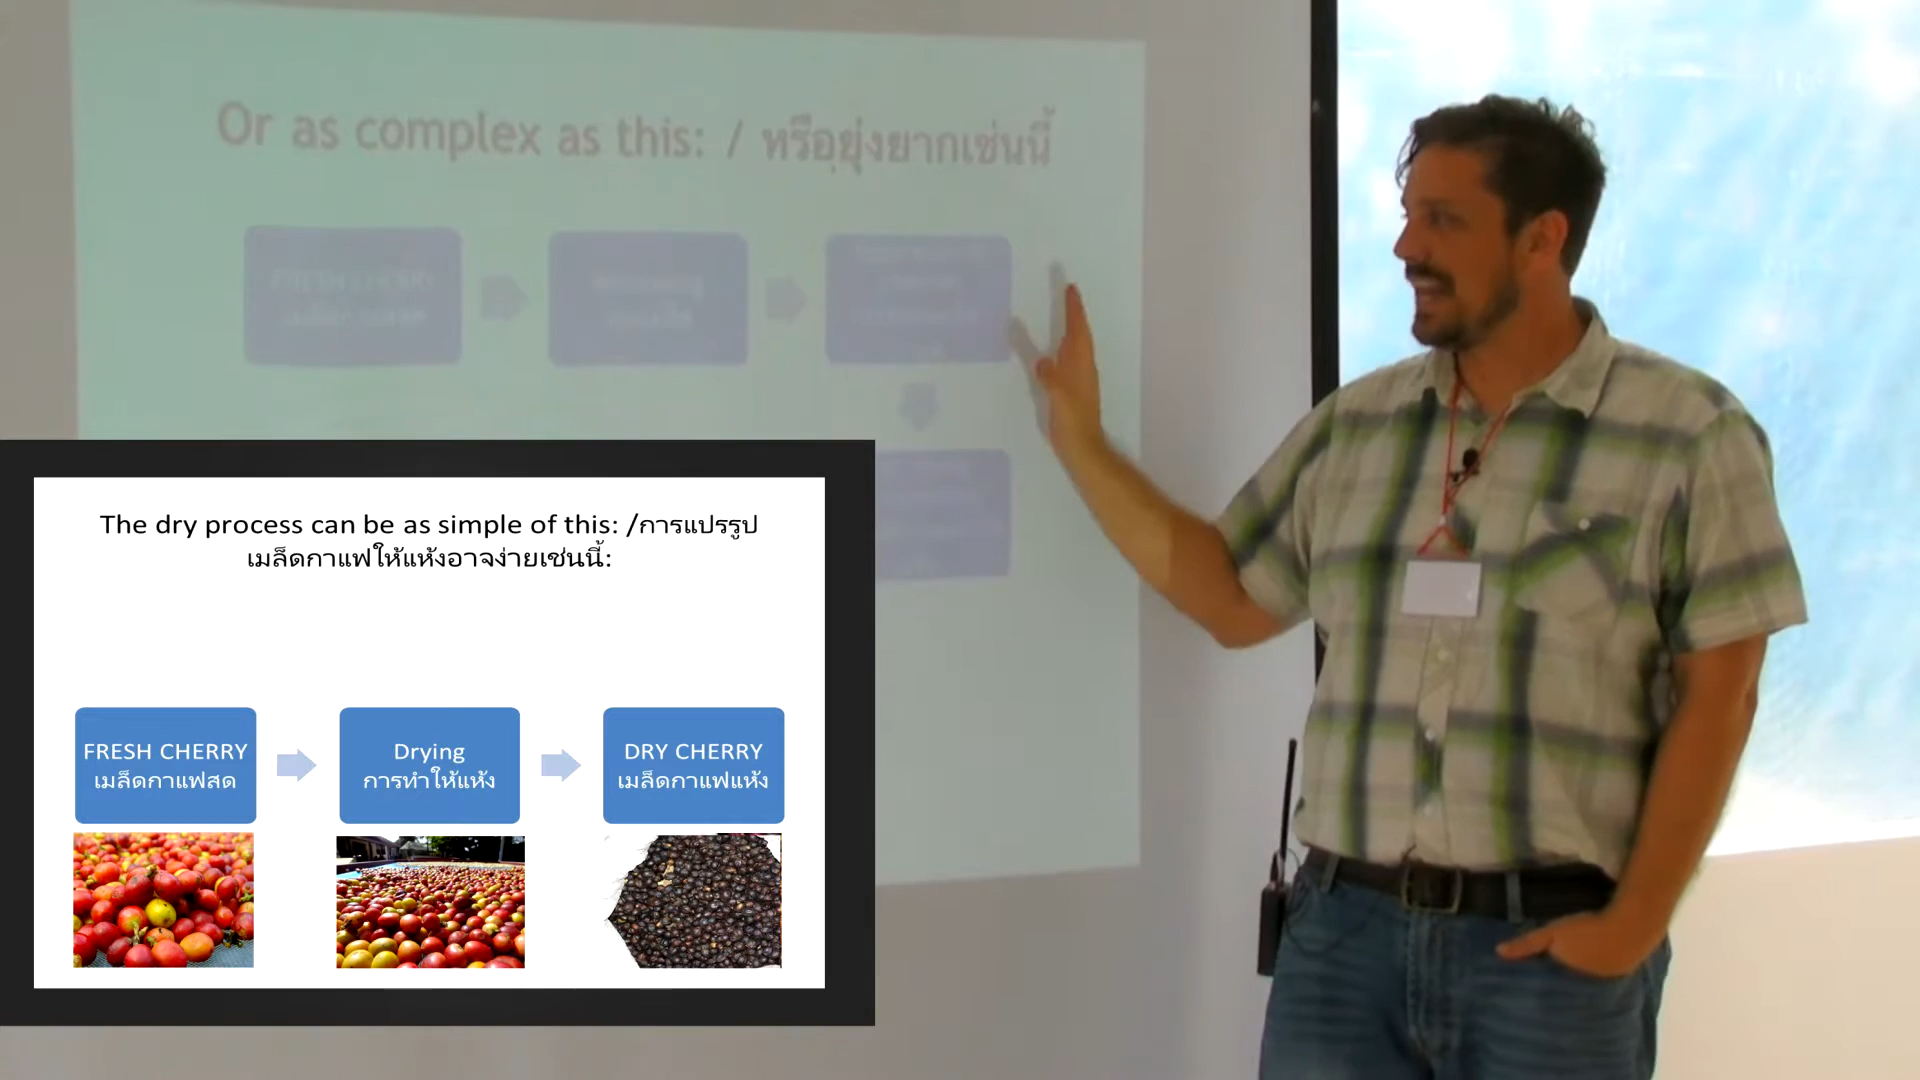 Or as complex as this: / หรือยุ่งยากเช่นนี้
FRESH CHERRY
The dry process can be as simple of this: /การแปรรูป
เมล็ดกาแฟให้แห้งอาจง่ายเช่นนี้:
FRESH CHERRY
เมล็ดกาแฟสด
Drying
การทำให้แห้ง
DRY CHERRY
เมล็ดกาแฟแห้ง